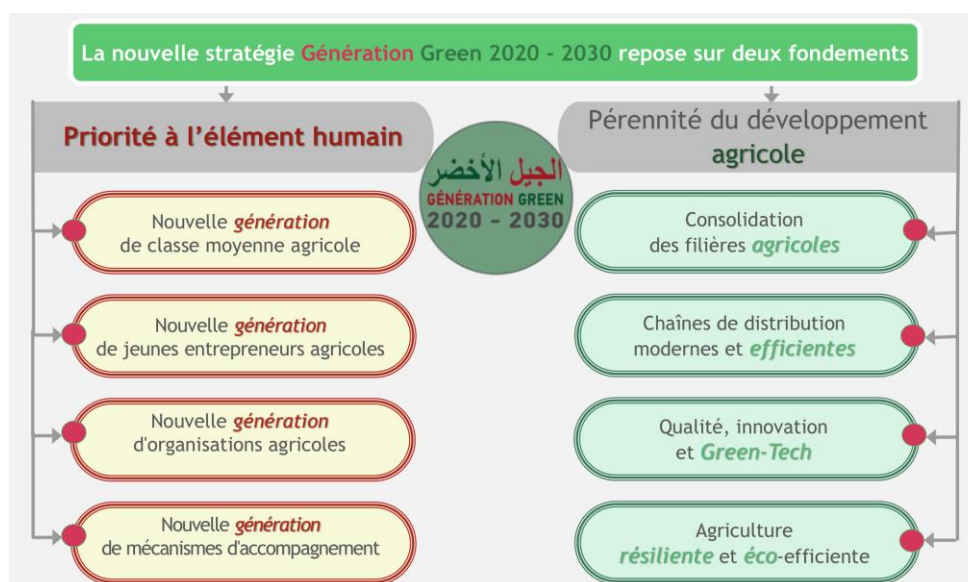 La nouvelle stratégie Génération Green 2020 - 2030 repose sur deux fondements
Priorité à l'élément humain
Nouvelle génération
de classe moyenne agricole
Nouvelle génération
de jeunes entrepreneurs agricoles
Nouvelle génération
d'organisations agricoles
Nouvelle génération
de mécanismes d'accompagnement
الجيل الأخضر
GÉNÉRATION GREEN
2020 - 2030
Pérennité du développement
agricole
Consolidation
des filières agricoles
Chaînes de distribution
modernes et efficientes
Qualité, innovation
et Green-Tech
Agriculture
résiliente et éco-efficiente